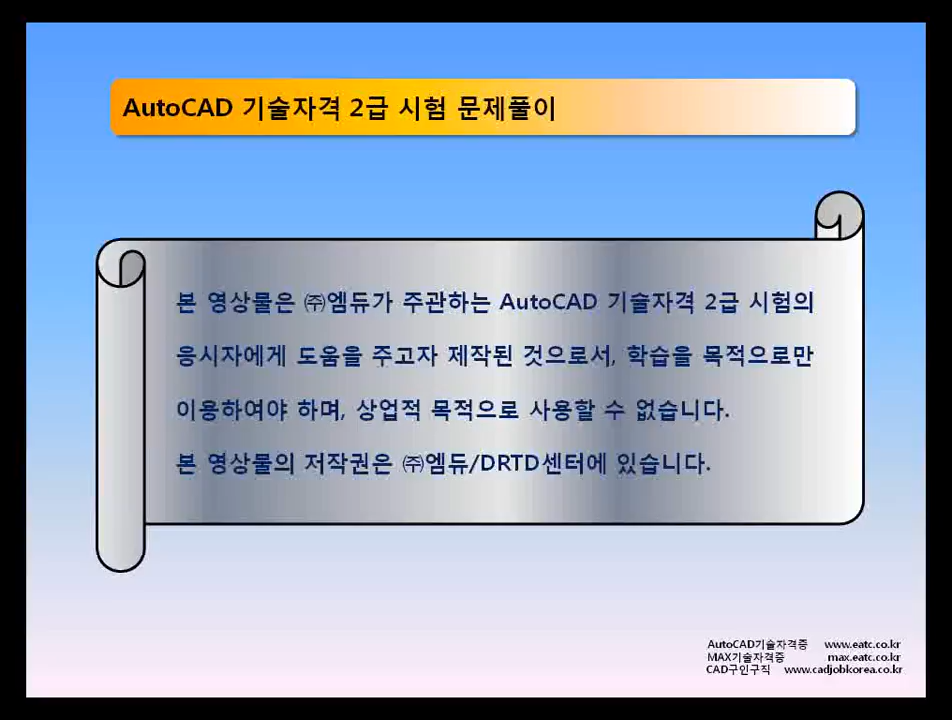 AutoCAD 기술자격 2급 시험 문제풀이
본 영상물은 ㈜엠듀가 주관하는 AutoCAD 기술자격 2급 시험의
응시자에게 도움을 주고자 제작된 것으로서, 학습을 목적으로만
이용하여야 하며, 상업적 목적으로 사용할 수 없습니다.
본 영상물의 저작권은 ㈜엠듀/DRTD센터에 있습니다.
AutoCAD기술자격증 www.eatc.co.kr
MAX기술자격증 max.eatc.co.kr
CAD구인구직 www.cadjobkorea.co.kr